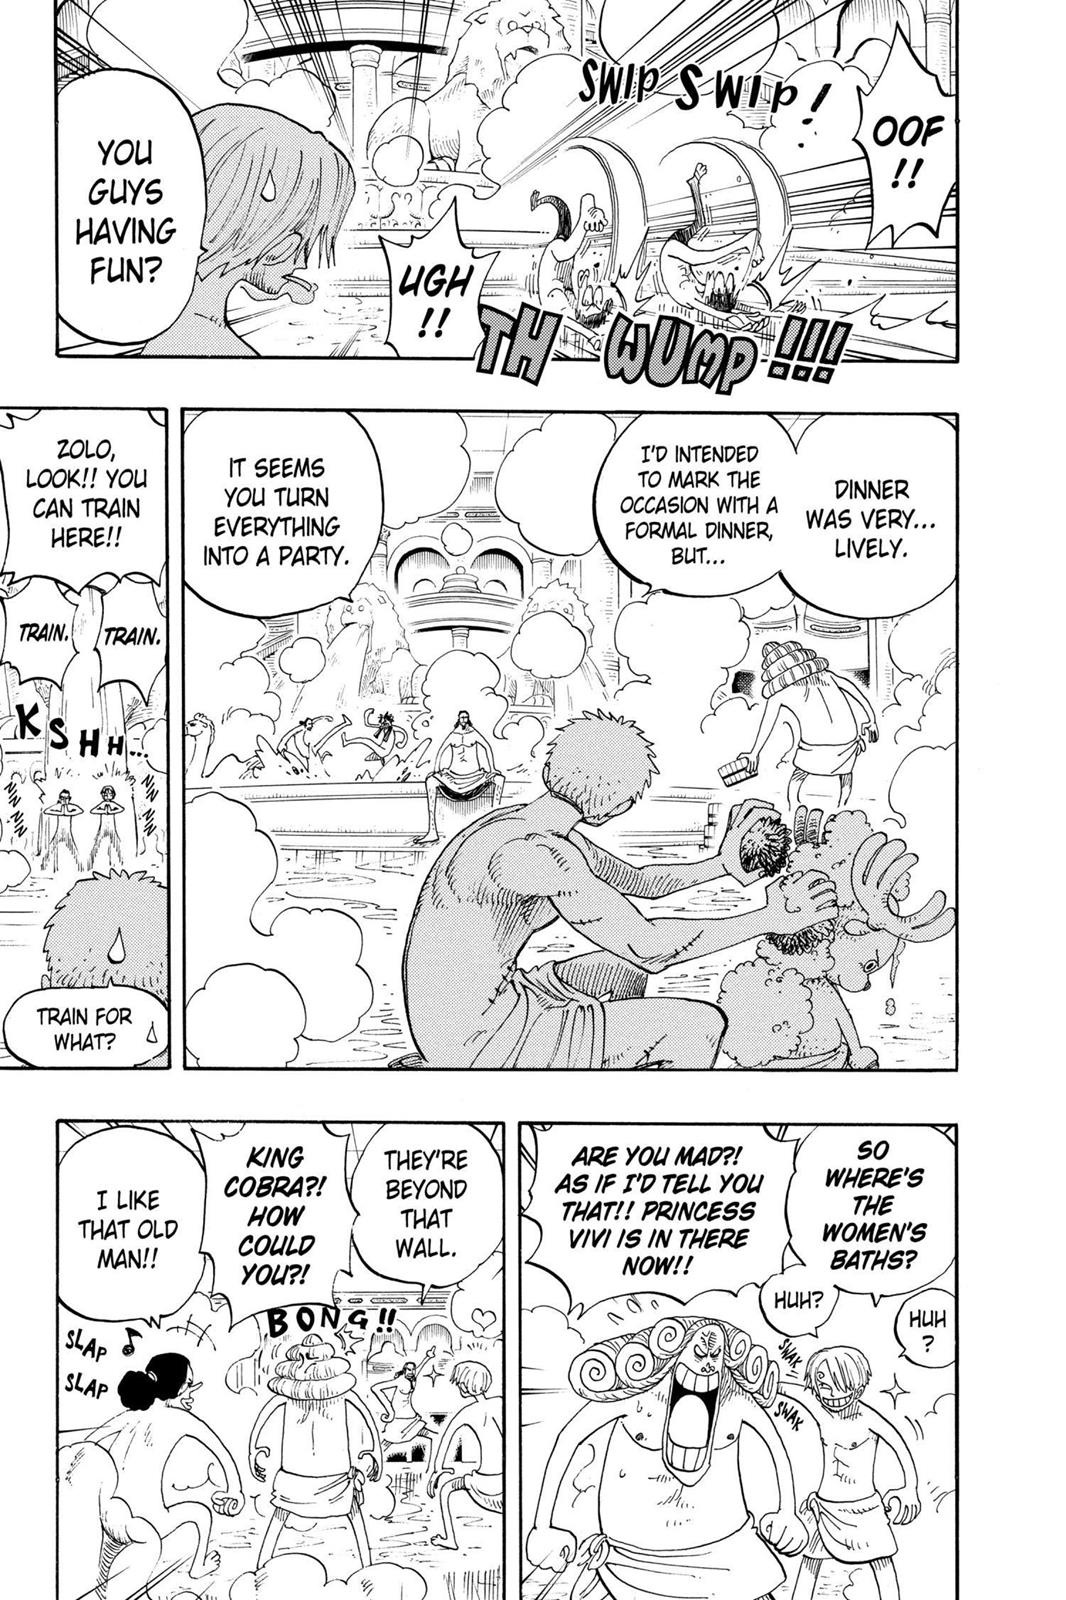 SWIP SWIP!
OOF
!!
YOU
GUYS
HAVING
FUN?
UGH
!!
THWUMP!!!
DINNER
WAS VERY...
LIVELY.
I'D INTENDED
TO MARK THE
OCCASION WITH A
FORMAL DINNER,
BUT...
IT SEEMS
YOU TURN
EVERYTHING
INTO A PARTY.
ZOLO,
LOOK!! YOU
CAN TRAIN
HERE!!
TRAIN.
TRAIN.
KSHH...
TRAIN FOR
WHAT?
SO
WHERE'S
THE
WOMEN'S
BATHS?
ARE YOU MAD?!
AS IF I'D TELL YOU
THAT!! PRINCESS
VIVI IS IN THERE
NOW!!
HUH?
HUH
?
SWAK
SWAK
THEY'RE
BEYOND
THAT
WALL.
KING
COBRA?!
HOW
COULD
YOU?!
I LIKE
THAT OLD
MAN!!
BONG!!
SLAP
SLAP